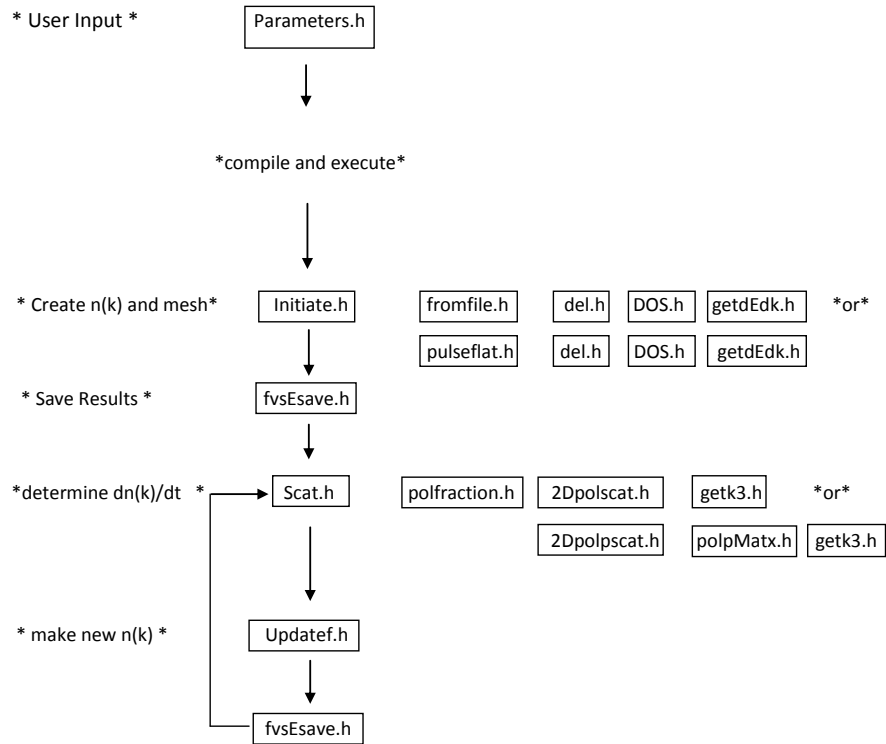 * User Input *
Parameters.h
*compile and execute*
* Create n(k) and mesh*
Initiate.h
fromfile.h
del.h
DOS.h
getdEdk.h
*or*
pulseflat.h
del.h
DOS.h
getdEdk.h
* Save Results *
fvsEsave.h
*determine dn(k)/dt *
Scat.h
polfraction.h
2Dpolscat.h
getk3.h
*or*
2Dpolpscat.h
polpMatx.h
getk3.h
* make new n(k) *
Updatef.h
fvsEsave.h